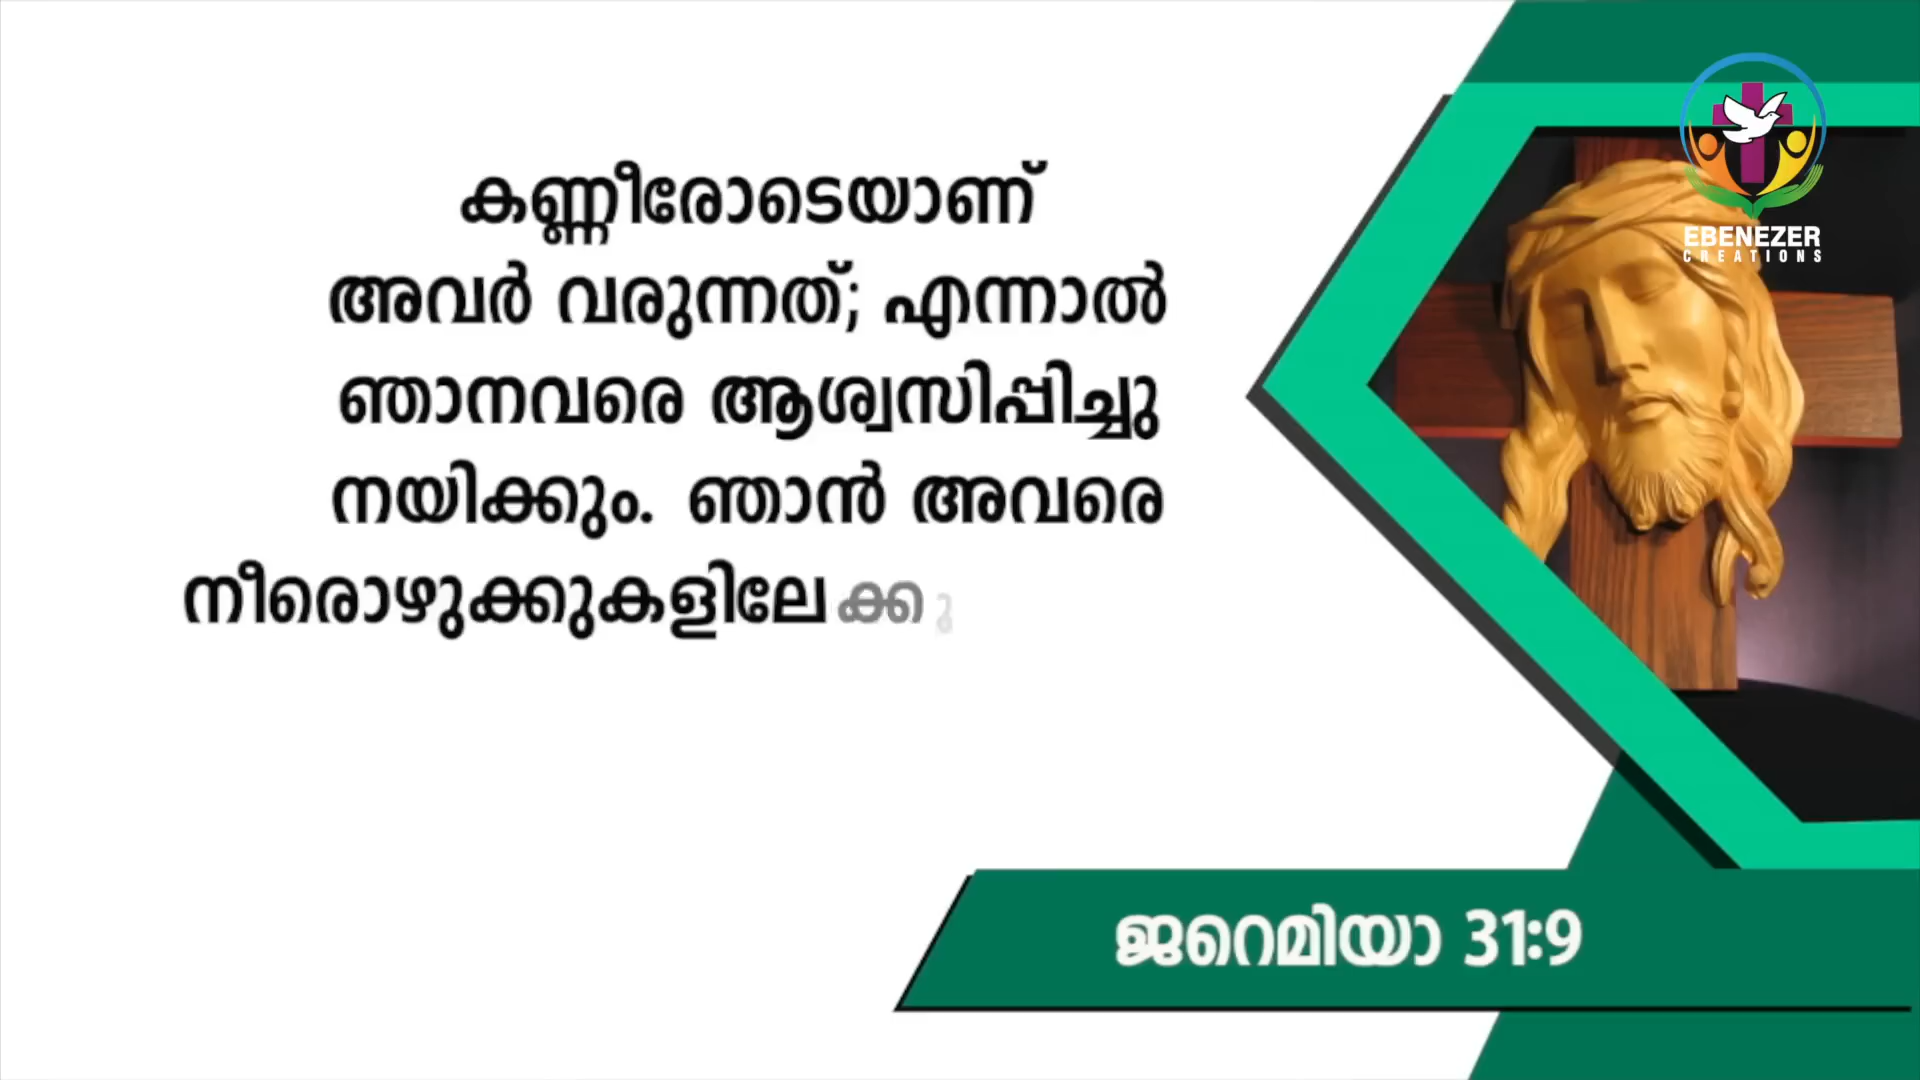 കണ്ണീരോടെയാണ്
അവർ വരുന്നത്; എന്നാൽ
ഞാനവരെ ആശ്വസിപ്പിച്ചു
നയിക്കും. ഞാൻ അവരെ
നീരൊഴുക്കുകളിലേക്കു
ജറെമിയാ 31:9
EBENEZER
CREATIONS